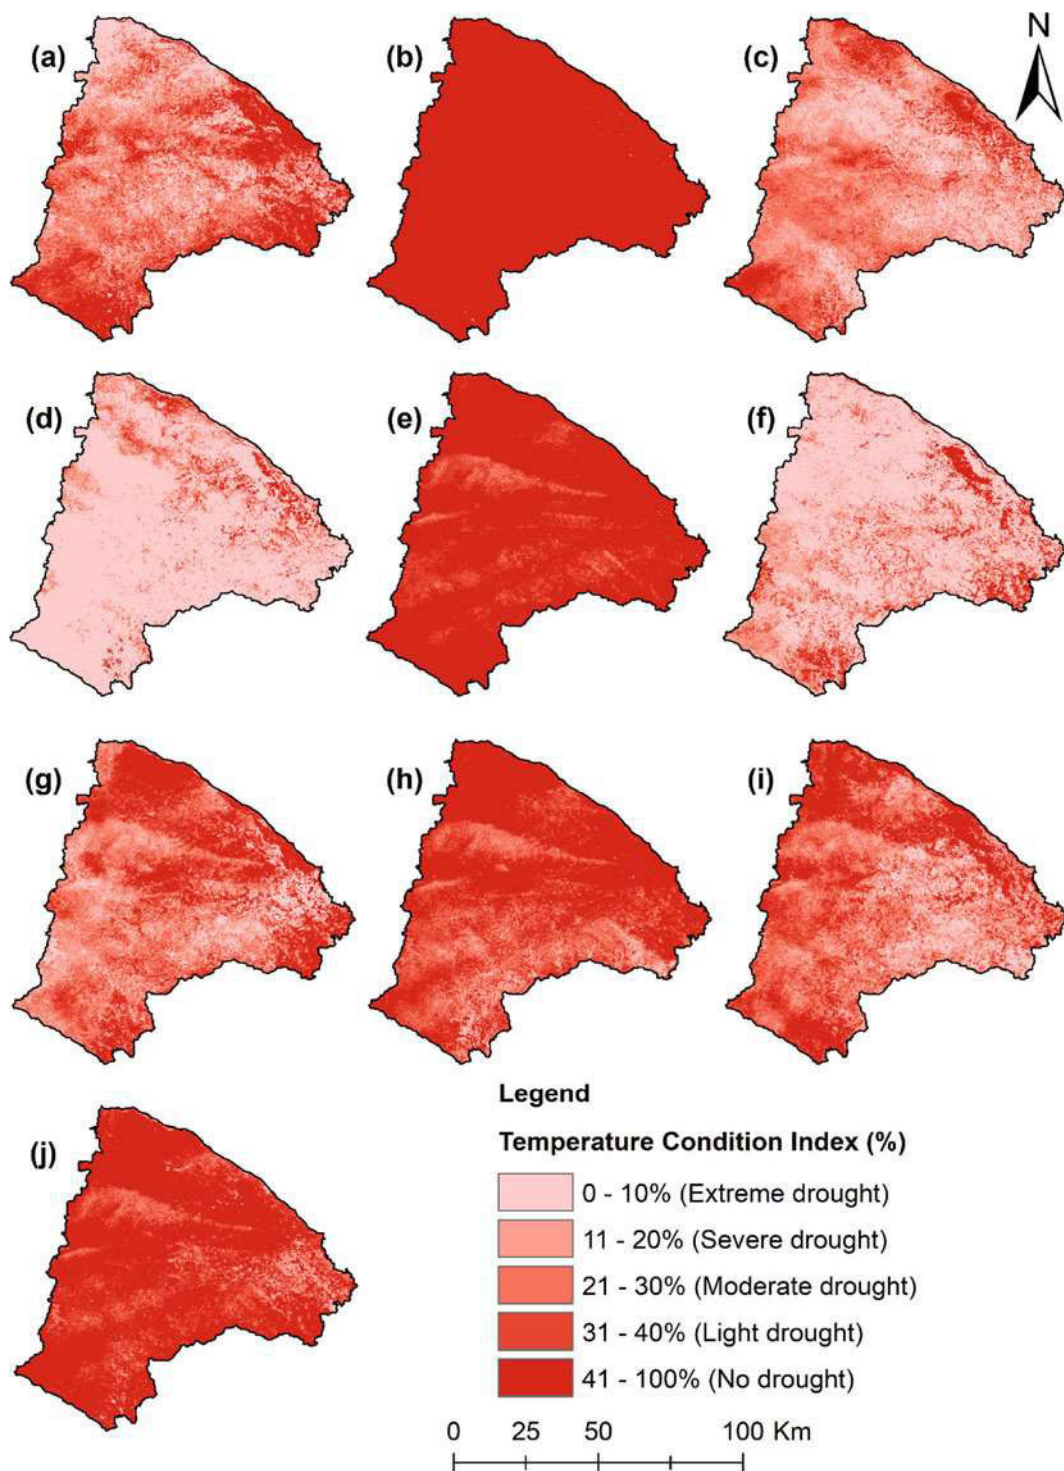 N
(a)
(b)
(c)
(d)
(e)
(f)
(g)
(h)
(i)
(j)
Legend
Temperature Condition Index (%)
0 - 10% (Extreme drought)
11 - 20% (Severe drought)
21 - 30% (Moderate drought)
31 - 40% (Light drought)
41 - 100% (No drought)
0 25 50 100 Km